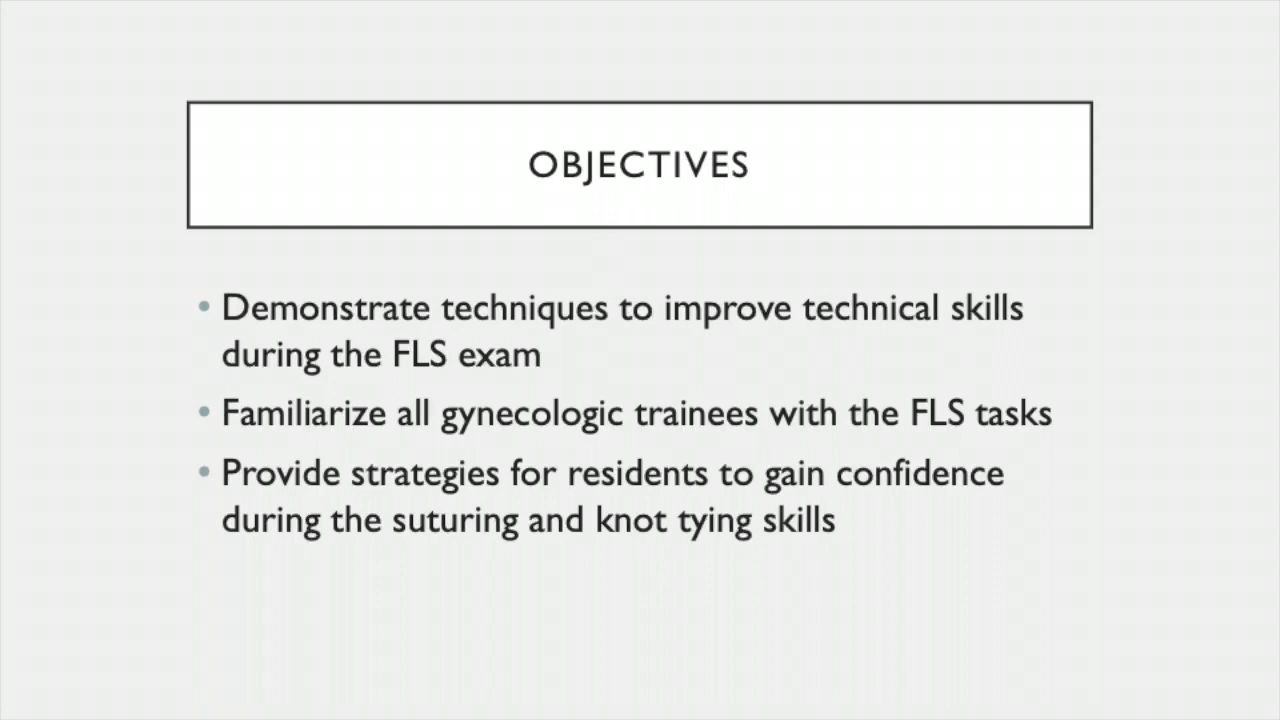 OBJECTIVES
• Demonstrate techniques to improve technical skills
during the FLS exam
• Familiarize all gynecologic trainees with the FLS tasks
• Provide strategies for residents to gain confidence
during the suturing and knot tying skills